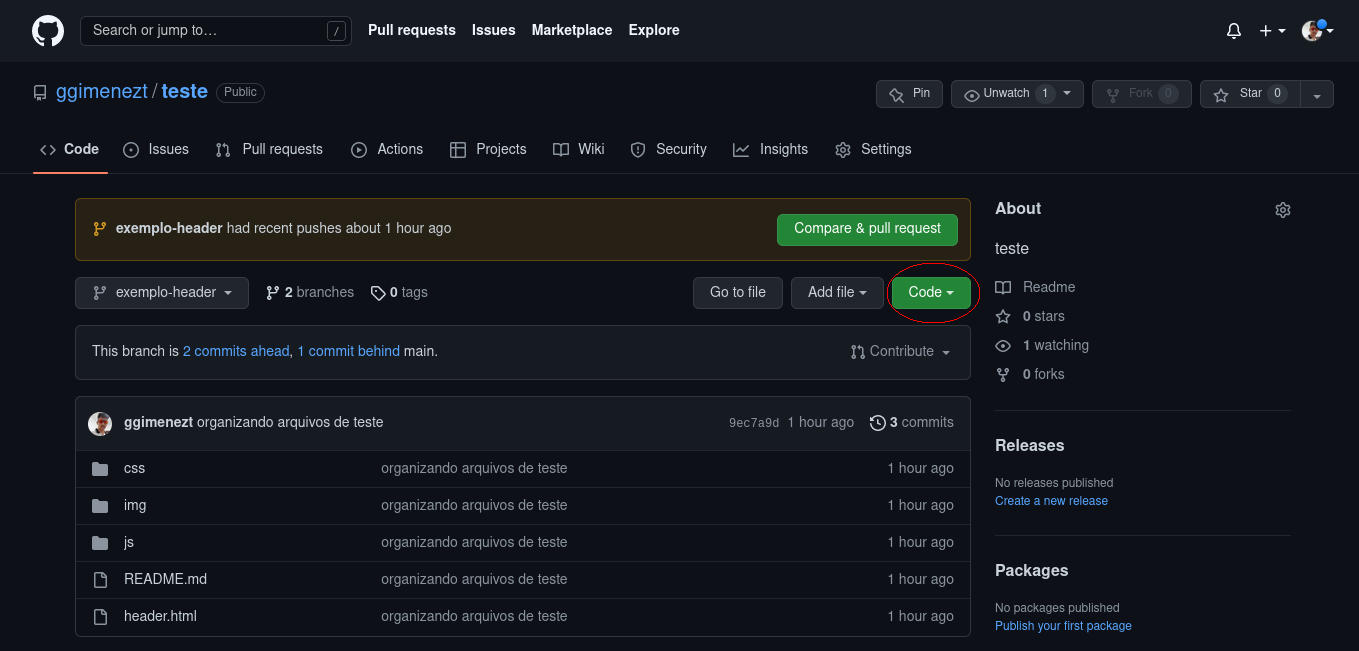 Search or jump to… /
Pull requests Issues Marketplace Explore
ggimenezt / teste Public
Pin Unwatch 1 Fork 0 Star 0
Code Issues Pull requests Actions Projects Wiki Security Insights Settings
exemplo-header had recent pushes about 1 hour ago Compare & pull request
exemplo-header 2 branches 0 tags Go to file Add file Code
This branch is 2 commits ahead, 1 commit behind main. Contribute
ggimenezt organizando arquivos de teste 9ec7a9d 1 hour ago 3 commits
css organizando arquivos de teste 1 hour ago
img organizando arquivos de teste 1 hour ago
js organizando arquivos de teste 1 hour ago
README.md organizando arquivos de teste 1 hour ago
header.html organizando arquivos de teste 1 hour ago
About
teste
Readme
0 stars
1 watching
0 forks
Releases
No releases published
Create a new release
Packages
No packages published
Publish your first package